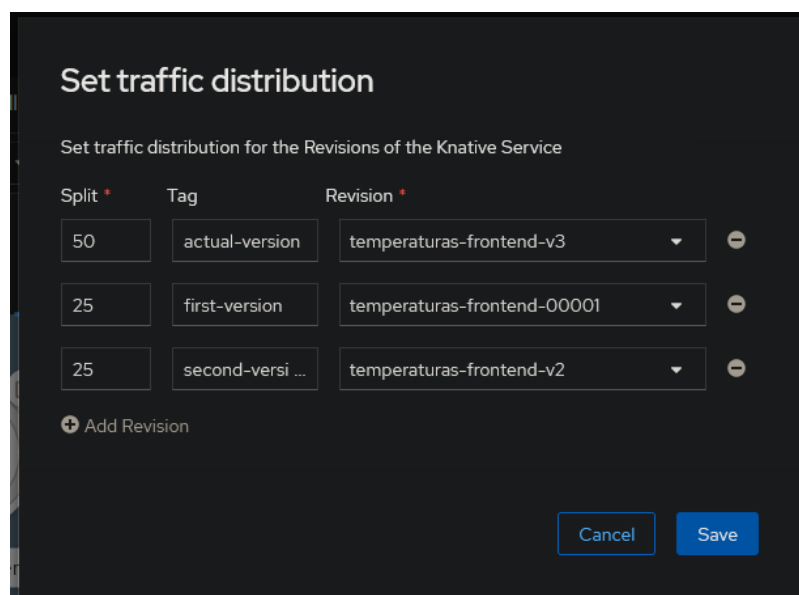 Set traffic distribution
Set traffic distribution for the Revisions of the Knative Service
Split * Tag Revision *
50 actual-version temperaturas-frontend-v3
25 first-version temperaturas-frontend-00001
25 second-versi ... temperaturas-frontend-v2
Add Revision
Cancel Save